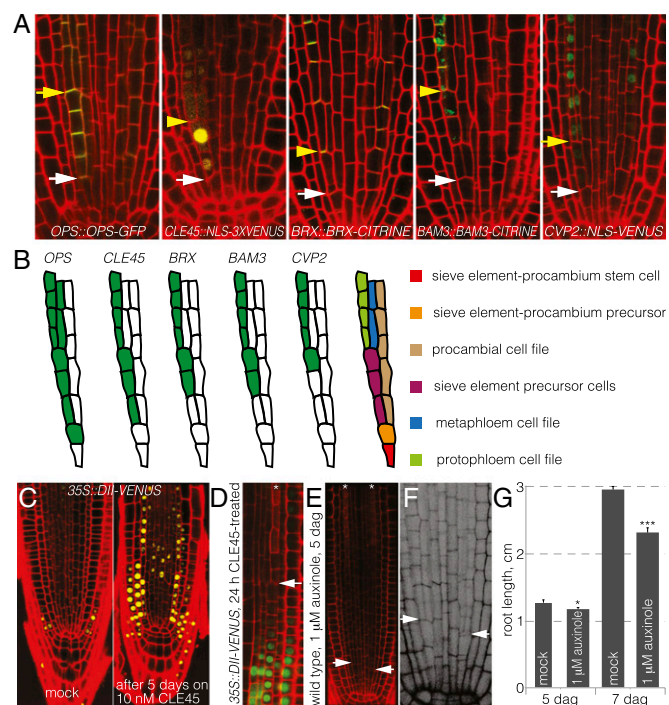 A
OPS::OPS-GFP
CLE45::NLS-3XVENUS
BRX::BRX-CITRINE
BAM3::BAM3-CITRINE
CVP2::NLS-VENUS
B
OPS
CLE45
BRX
BAM3
CVP2
sieve element-procambium stem cell
sieve element-procambium precursor
procambial cell file
sieve element precursor cells
metaphloem cell file
protophloem cell file
C
35S::DII-VENUS
mock
after 5 days on
10 nM CLE45
D
35S::DII-VENUS, 24 h CLE45-treated
*
E
wild type, 1 µM auxinole, 5 dag
* *
F
G
root length, cm
3
2
1
0
mock
1 µM auxinole
*
mock
1 µM auxinole
***
5 dag
7 dag